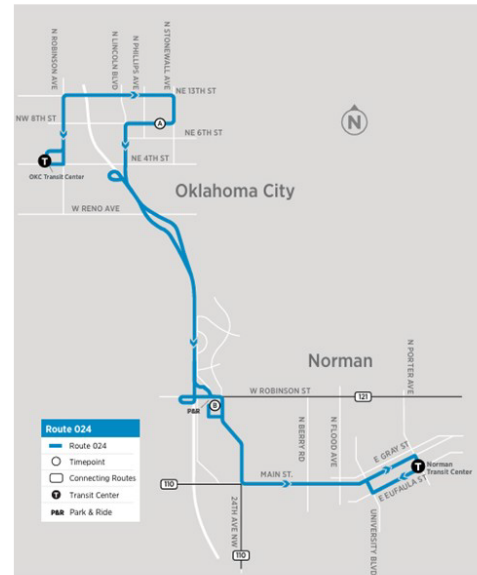 N ROBINSON AVE
N LINCOLN BLVD
N PHILLIPS AVE
N STONEWALL AVE
NE 13TH ST
NW 8TH ST
A
NE 6TH ST
N
T
NE 4TH ST
OKC Transit Center
Oklahoma City
W RENO AVE
Norman
N PORTER AVE
W ROBINSON ST
121
P&R
B
N BERRY RD
N FLOOD AVE
E GRAY ST
T
Norman
Transit Center
MAIN ST.
E EUFAULA ST
110
24TH AVE NW
UNIVERSITY BLVD
110
Route 024
Route 024
Timepoint
Connecting Routes
T Transit Center
P&R Park & Ride